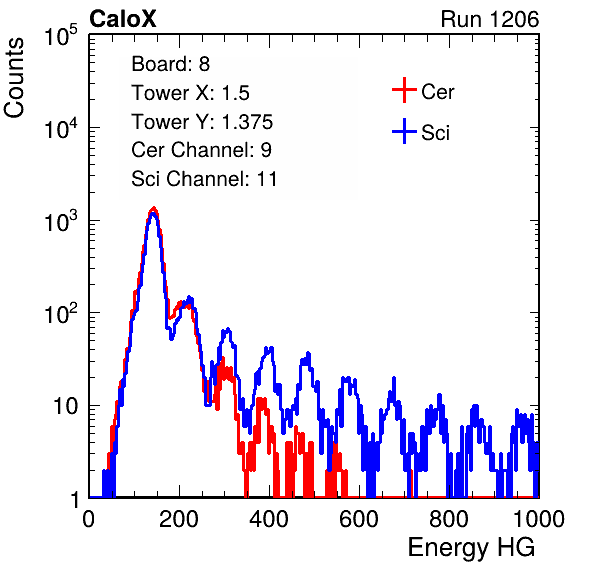 CaloX Run 1206
Counts
10^5
10^4
10^3
10^2
10
1
Board: 8
Tower X: 1.5
Tower Y: 1.375
Cer Channel: 9
Sci Channel: 11
Cer
Sci
0 200 400 600 800 1000
Energy HG